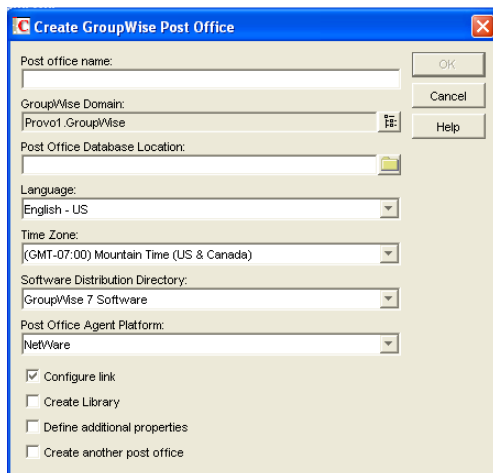 Create GroupWise Post Office
Post office name:
OK
GroupWise Domain:
Provo1.GroupWise
Cancel
Help
Post Office Database Location:
Language:
English - US
Time Zone:
(GMT-07:00) Mountain Time (US & Canada)
Software Distribution Directory:
GroupWise 7 Software
Post Office Agent Platform:
NetWare
Configure link
Create Library
Define additional properties
Create another post office